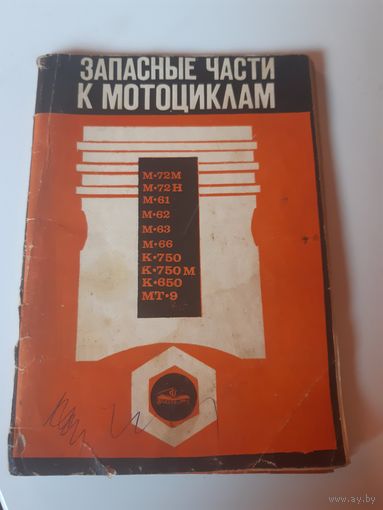 ЗАПАСНЫЕ ЧАСТИ
К МОТОЦИКЛАМ
М·72М
М·72Н
М·61
М·62
М·63
М·66
К·750
К·750М
К·650
МТ·9
www.ay.by